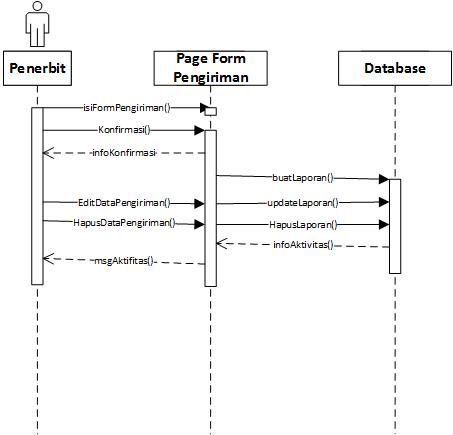 Penerbit
Page Form
Pengiriman
Database
isiFormPengiriman()
Konfirmasi()
infoKonfirmasi
buatLaporan()
EditDataPengiriman()
updateLaporan()
HapusDataPengiriman()
HapusLaporan()
infoAktivitas()
msgAktifitas()